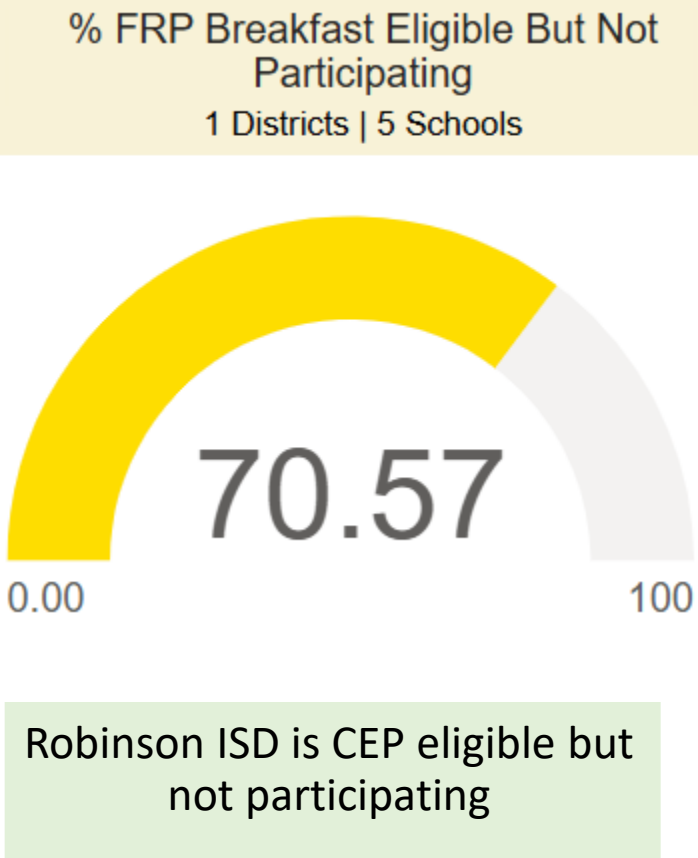 % FRP Breakfast Eligible But Not
Participating
1 Districts | 5 Schools
70.57
0.00
100
Robinson ISD is CEP eligible but
not participating